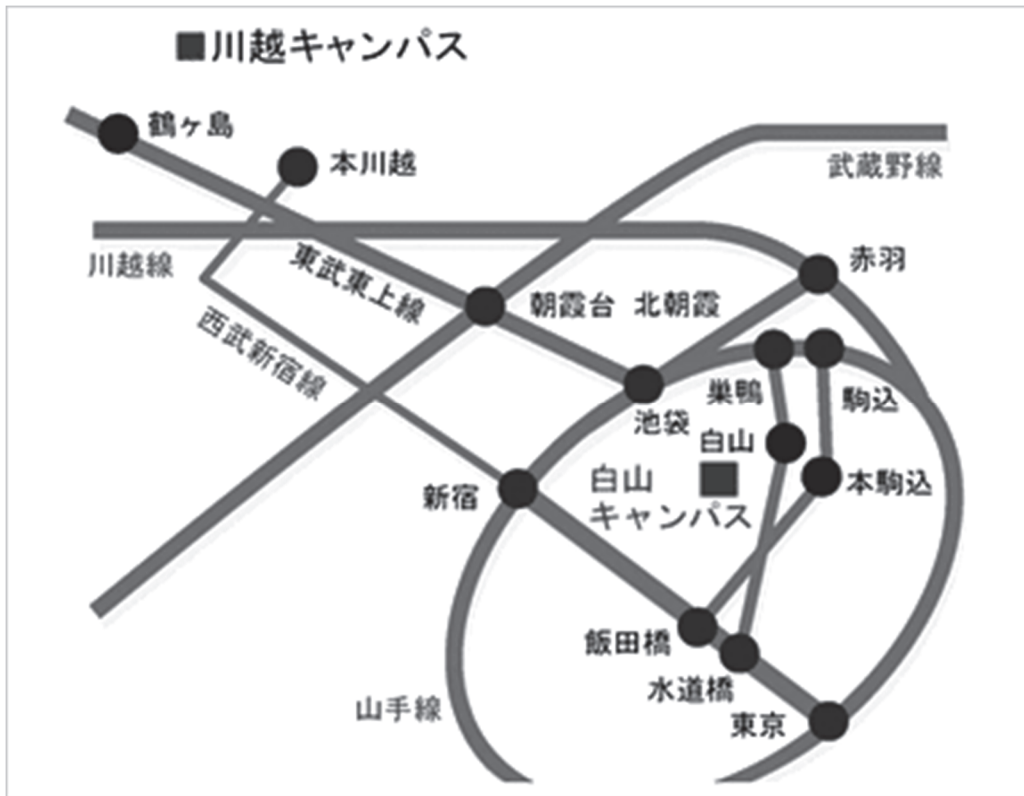 ■川越キャンパス
鶴ヶ島
本川越
武蔵野線
川越線
東武東上線
赤羽
朝霞台 北朝霞
西武新宿線
巣鴨
駒込
池袋
白山
白山
キャンパス
本駒込
新宿
飯田橋
水道橋
山手線
東京